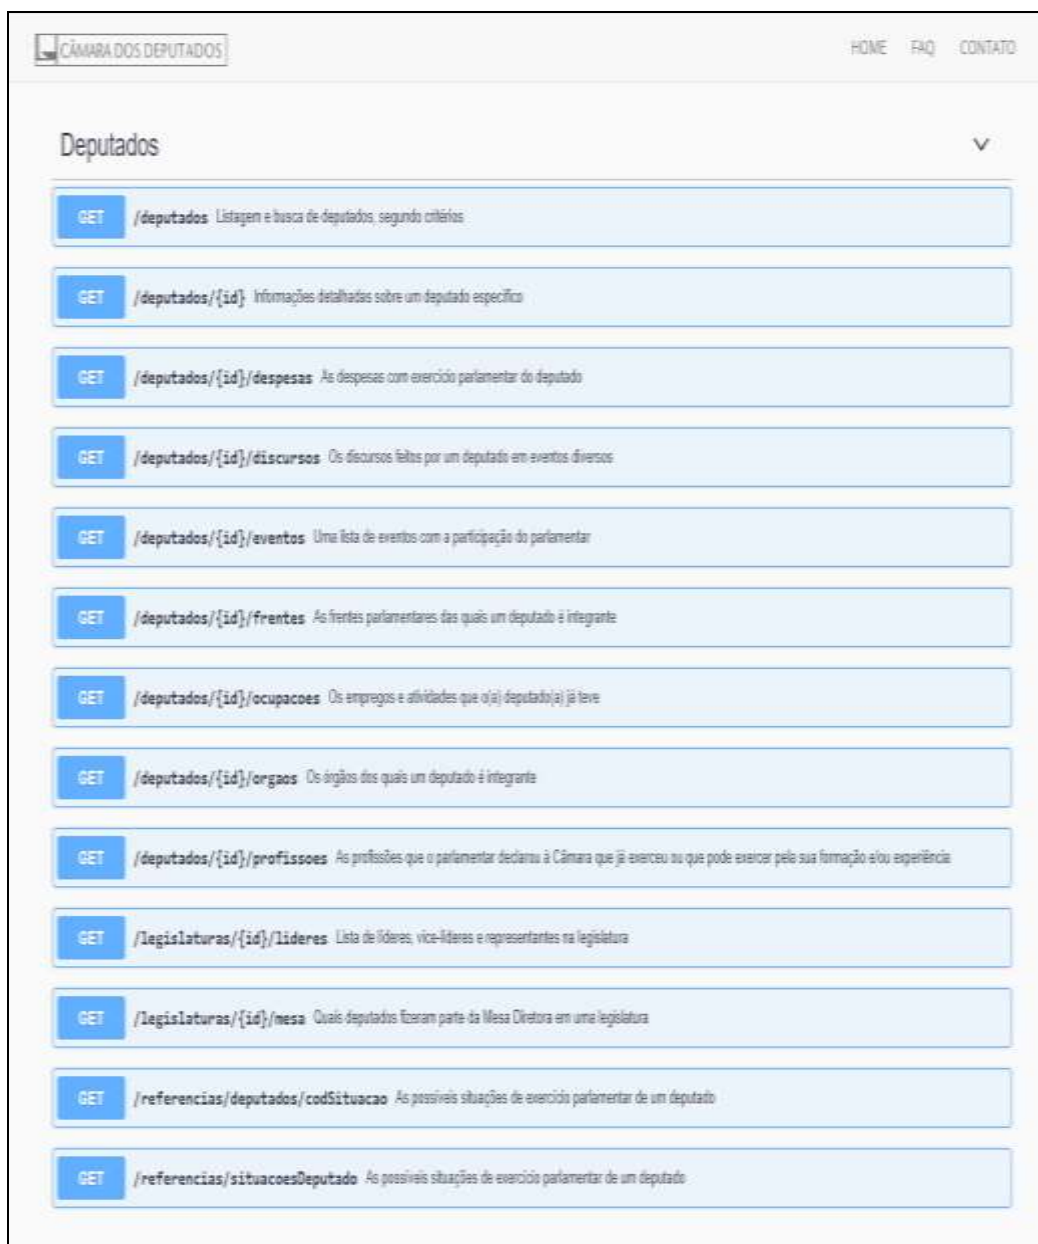 CÂMARA DOS DEPUTADOS
HOME FAQ CONTATO
Deputados
GET /deputados Listagem e busca de deputados, segundo critérios
GET /deputados/{id} Informações detalhadas sobre um deputado específico
GET /deputados/{id}/despesas As despesas com exercício parlamentar do deputado
GET /deputados/{id}/discursos Os discursos feitos por um deputado em eventos diversos
GET /deputados/{id}/eventos Uma lista de eventos com a participação do parlamentar
GET /deputados/{id}/frentes As frentes parlamentares das quais um deputado é integrante
GET /deputados/{id}/ocupacoes Os empregos e atividades que o(a) deputado(a) já teve
GET /deputados/{id}/orgaos Os órgãos dos quais um deputado é integrante
GET /deputados/{id}/profissoes As profissões que o parlamentar declarou à Câmara que já exerceu ou que pode exercer pela sua formação e/ou experiência
GET /legislaturas/{id}/lideres Lista de líderes, vice-líderes e representantes na legislatura
GET /legislaturas/{id}/mesa Quais deputados fizeram parte da Mesa Diretora em uma legislatura
GET /referencias/deputados/codSituacao As possíveis situações de exercício parlamentar de um deputado
GET /referencias/situacoesDeputado As possíveis situações de exercício parlamentar de um deputado